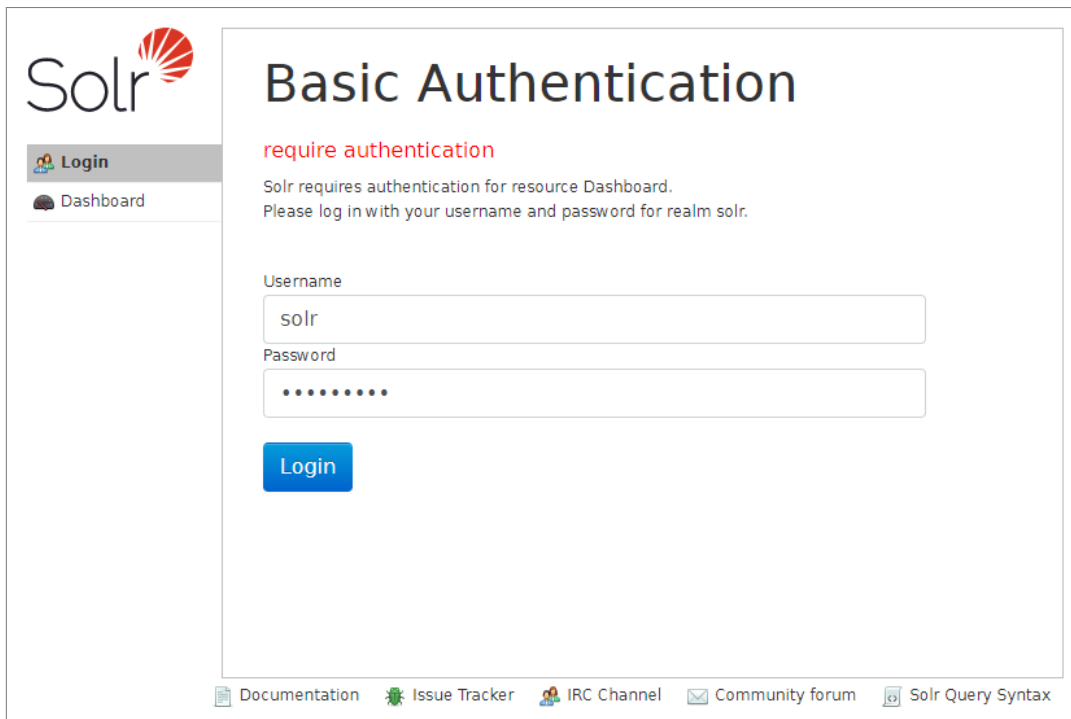 Solr
Login
Dashboard
Basic Authentication
require authentication
Solr requires authentication for resource Dashboard.
Please log in with your username and password for realm solr.
Username
solr
Password
•••••••••
Login
Documentation Issue Tracker IRC Channel Community forum Solr Query Syntax